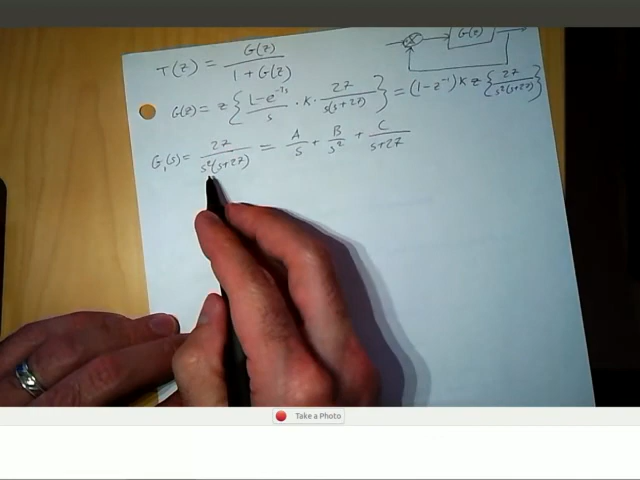 G(z)
T(z) = G(z) / (1 + G(z))
G(z) = z{ (1-e^-Ts)/s · K · 27/(s(s+27)) } = (1-z^-1) K z{ 27/(s^2(s+27)) }
G₁(s) = 27/(s^2(s+27)) = A/s + B/s^2 + C/(s+27)
Take a Photo